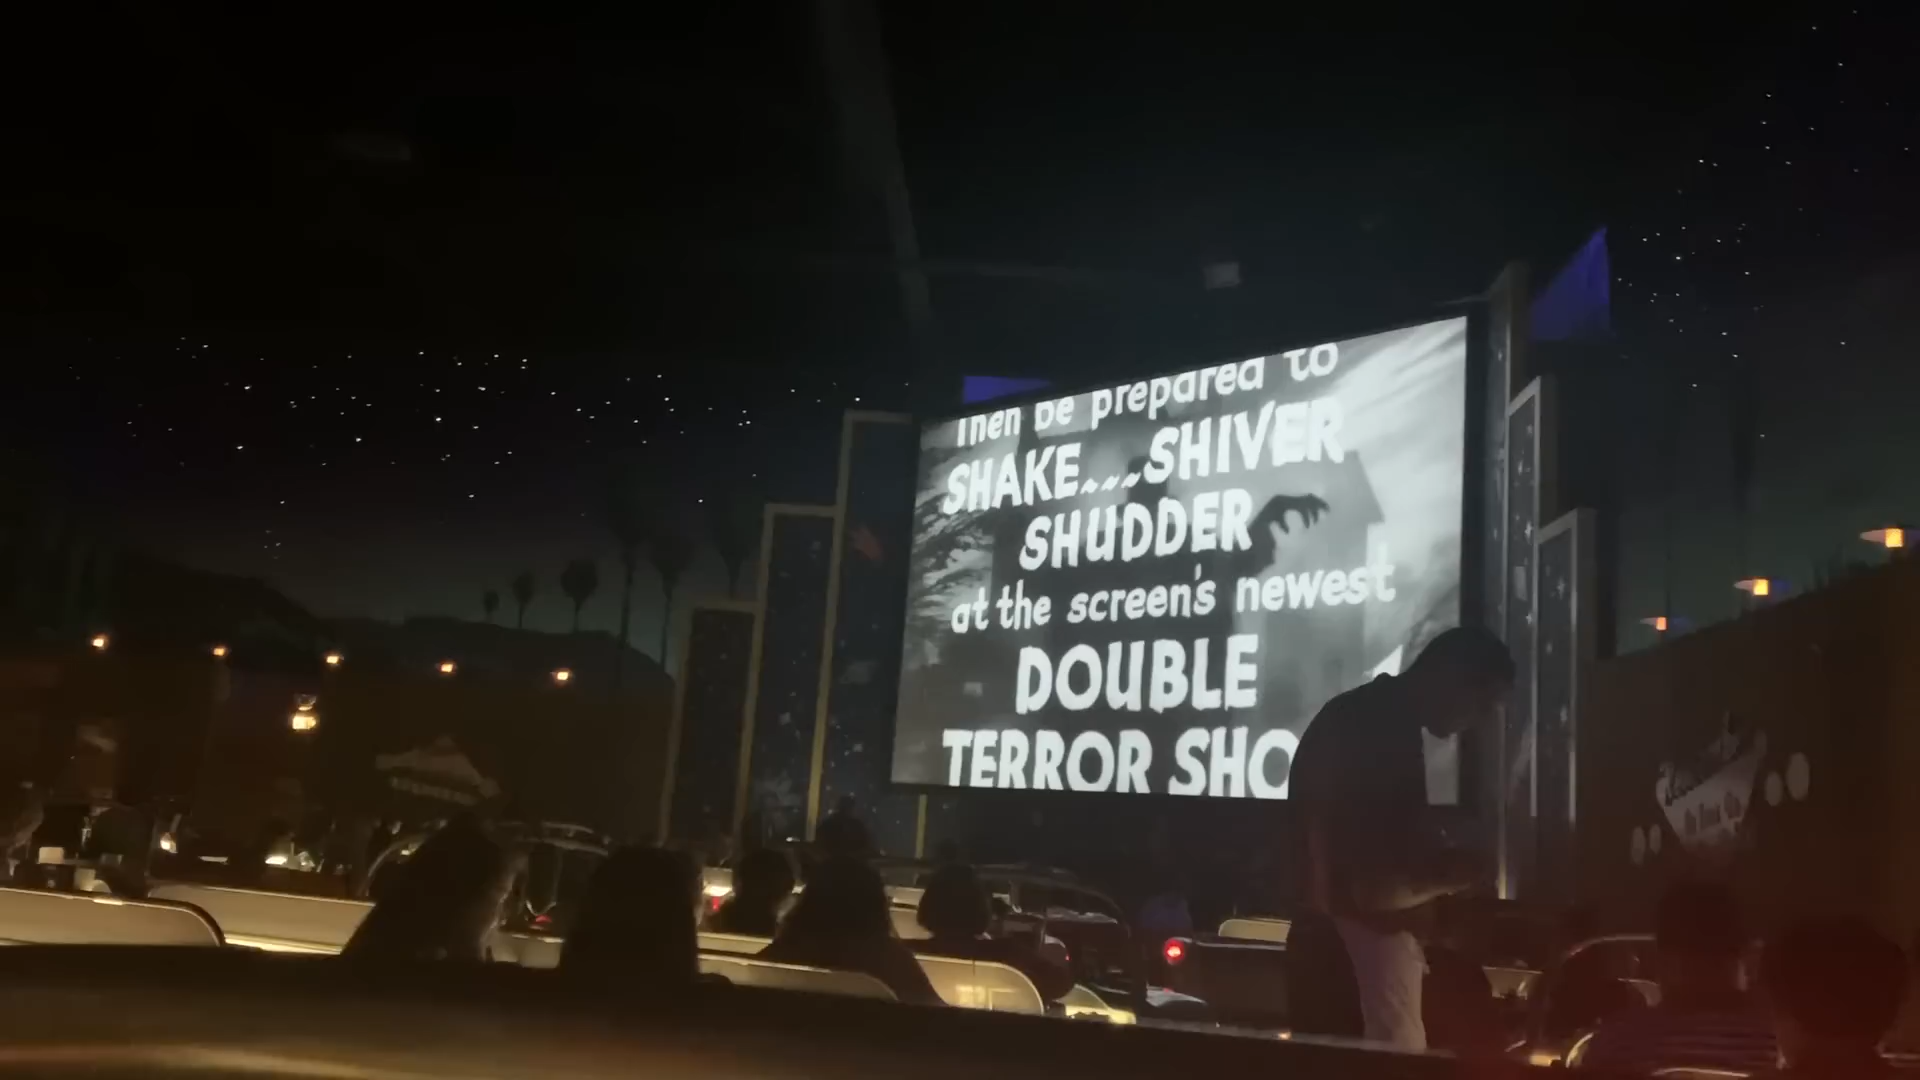 Then be prepared to
SHAKE...SHIVER
SHUDDER
at the screen's newest
DOUBLE
TERROR SHO